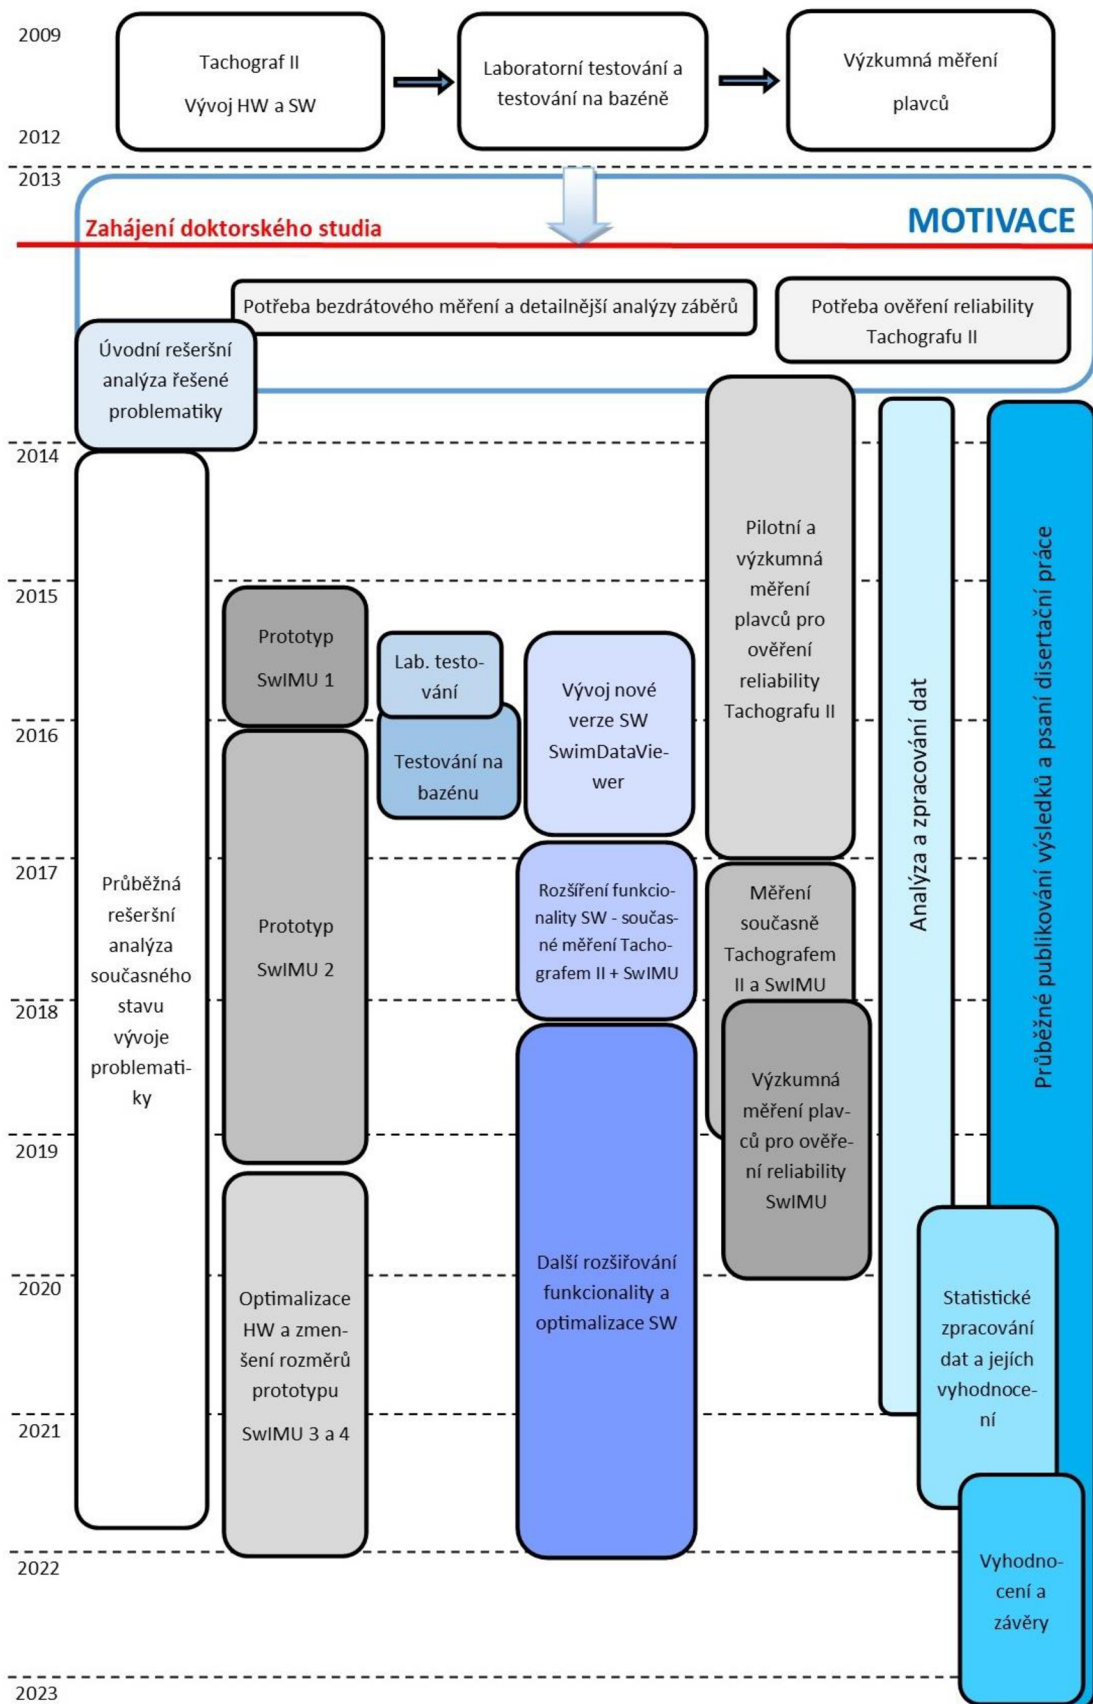 2009
Tachograf II
Vývoj HW a SW
Laboratorní testování a
testování na bazéně
Výzkumná měření
plavců
2012
2013
Zahájení doktorského studia
MOTIVACE
Potřeba bezdrátového měření a detailnější analýzy záběrů
Potřeba ověření reliability
Tachografu II
Úvodní rešeršní
analýza řešené
problematiky
2014
Pilotní a
výzkumná
měření
plavců pro
ověření
reliability
Tachografu II
2015
Prototyp
SwIMU 1
Lab. testo-
vání
Vývoj nové
verze SW
SwimDataVie-
wer
2016
Testování na
bazénu
2017
Průběžná
rešeršní
analýza
současného
stavu
vývoje
problemati-
ky
Prototyp
SwIMU 2
Rozšíření funkcio-
nality SW - součas-
né měření Tacho-
grafem II + SwIMU
Měření
současně
Tachografem
II a SwIMU
Analýza a zpracování dat
Průběžné publikování výsledků a psaní disertační práce
2018
Výzkumná
měření plav-
ců pro ověře-
ní reliability
SwIMU
2019
2020
Optimalizace
HW a zmen-
šení rozměrů
prototypu
SwIMU 3 a 4
Další rozšiřování
funkcionality a
optimalizace SW
Statistické
zpracování
dat a jejích
vyhodnoce-
ní
2021
2022
Vyhodno-
cení a
závěry
2023